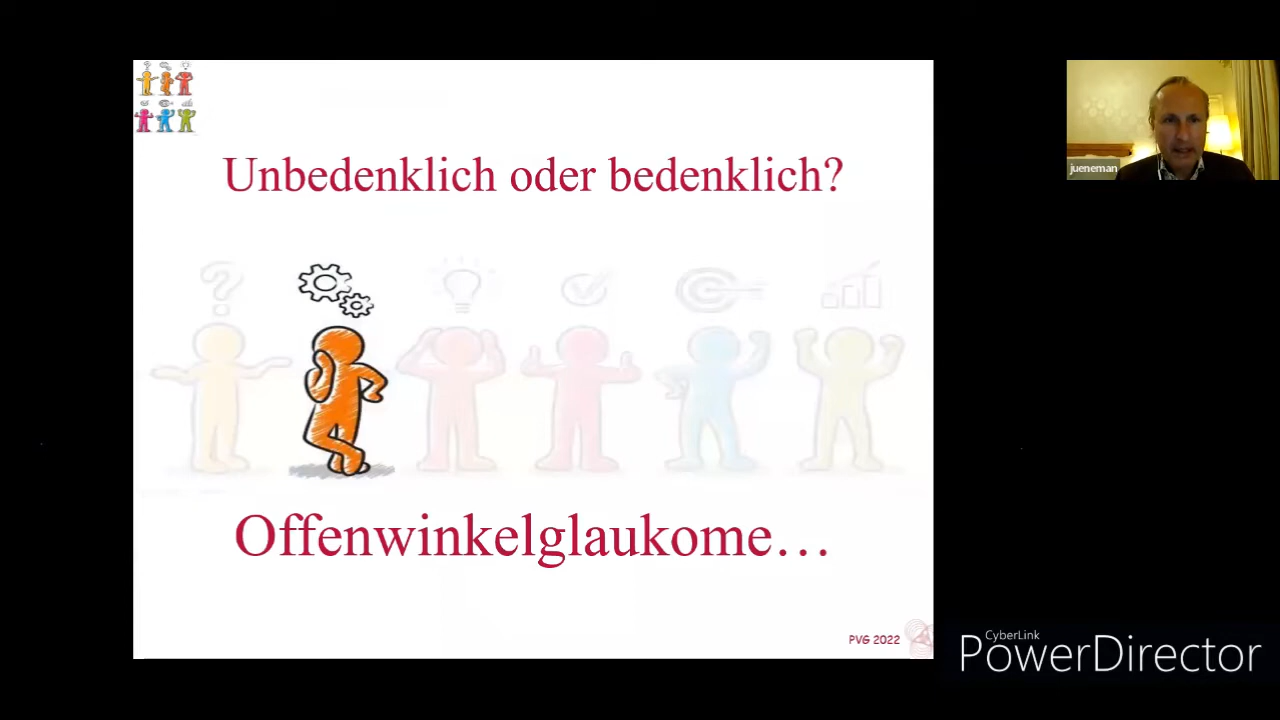 Unbedenklich oder bedenklich?
jueneman
Offenwinkelglaukome…
PVG 2022
CyberLink
PowerDirector